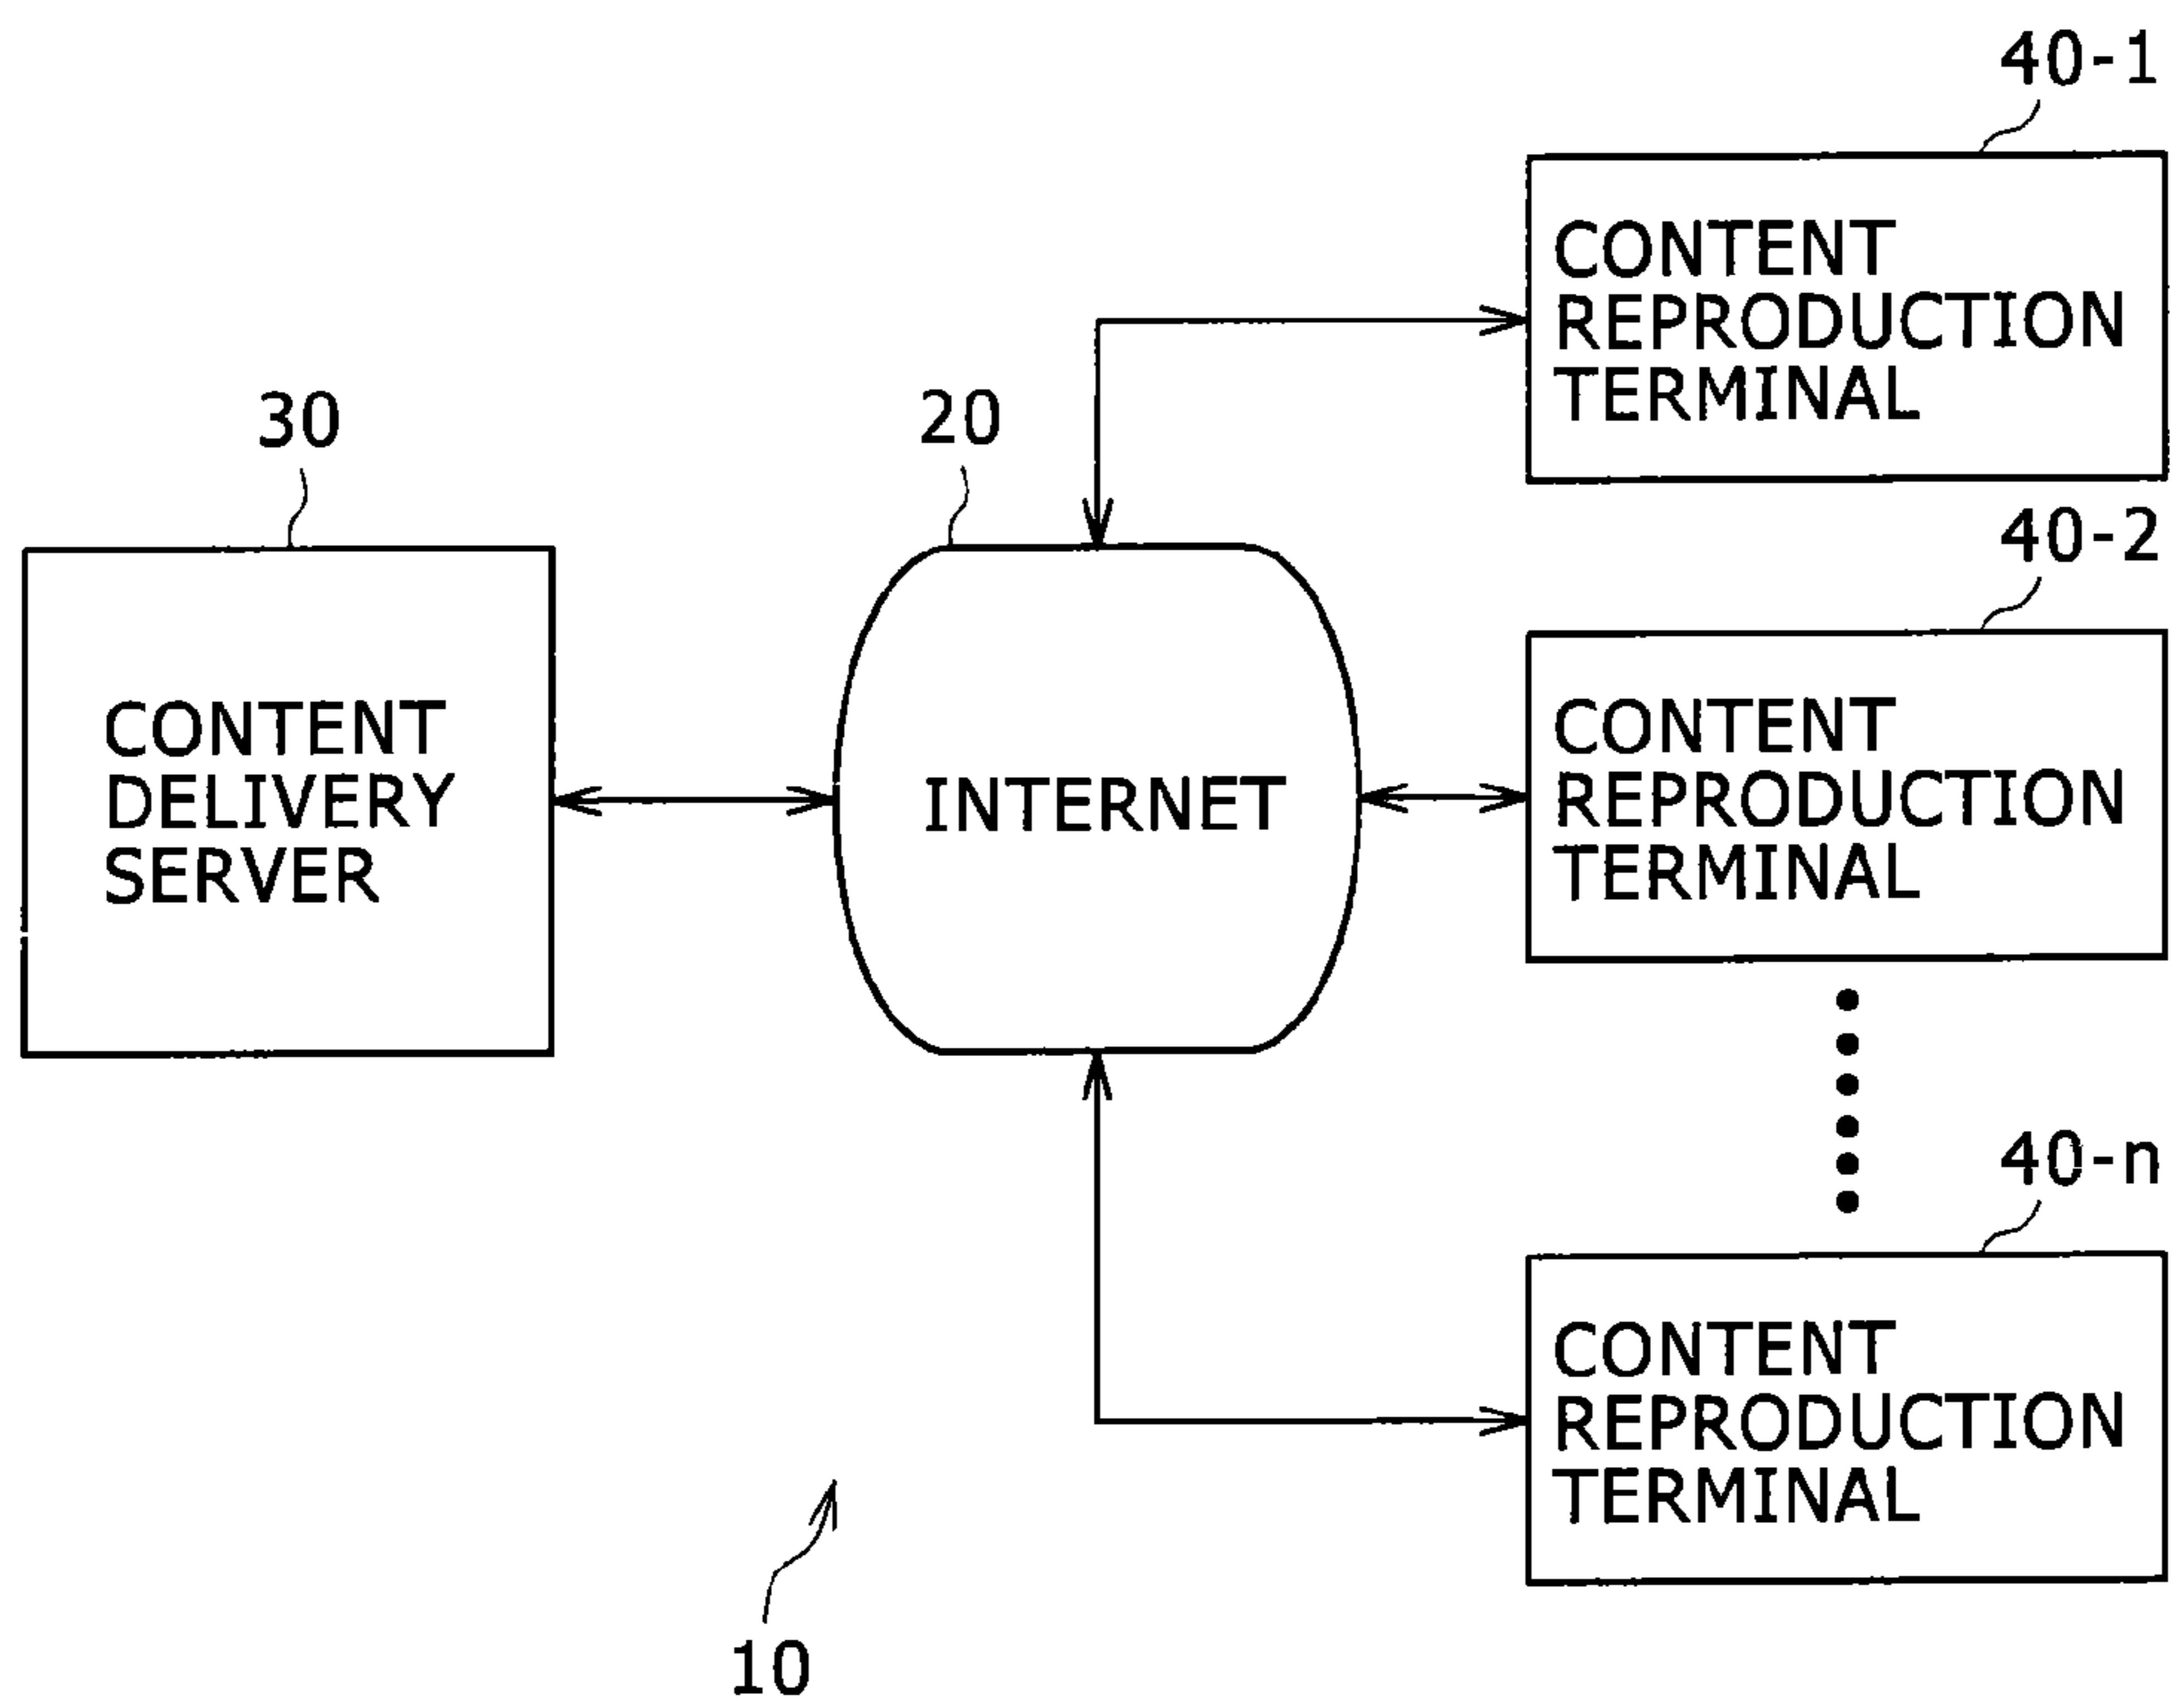 40-1
CONTENT
REPRODUCTION
TERMINAL
30
CONTENT
DELIVERY
SERVER
20
INTERNET
40-2
CONTENT
REPRODUCTION
TERMINAL
40-n
CONTENT
REPRODUCTION
TERMINAL
10